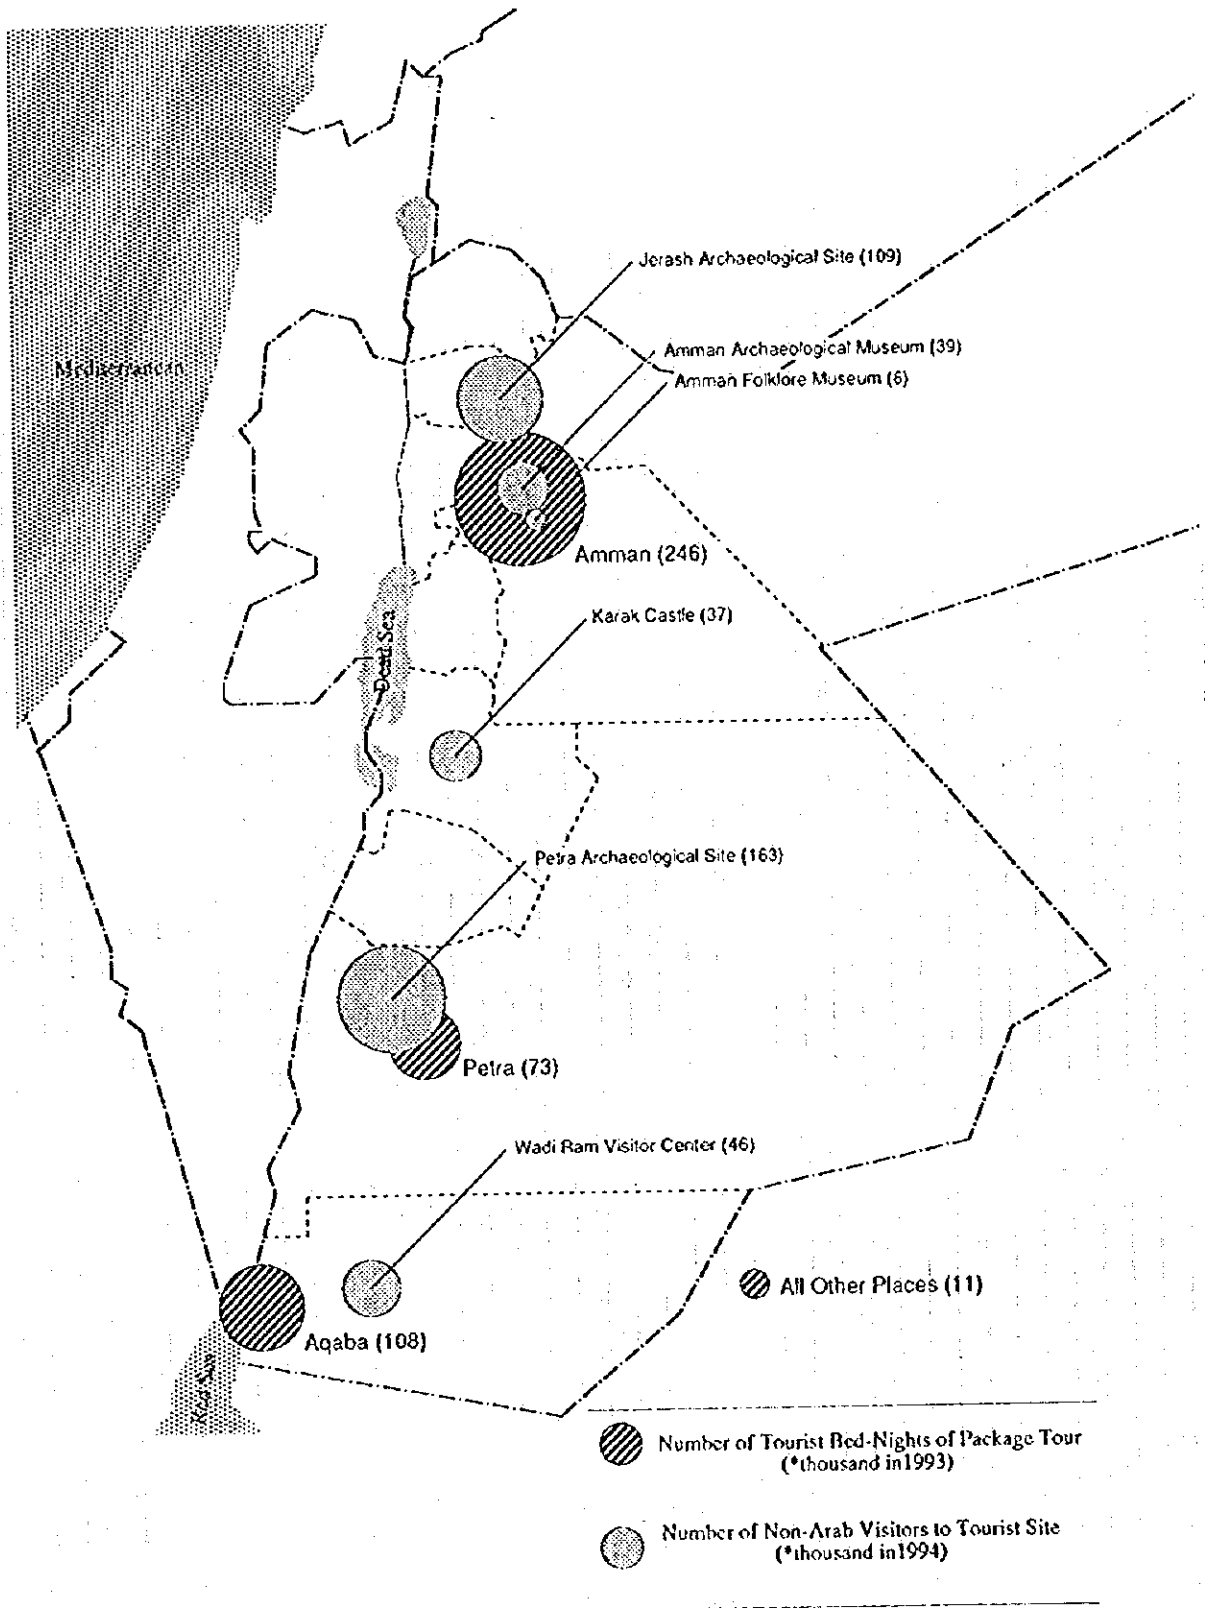 Jerash Archaeological Site (109)
Amman Archaeological Museum (39)
Mediterranean
Amman Folklore Museum (6)
Amman (246)
Karak Castle (37)
Dead Sea
Petra Archaeological Site (163)
Petra (73)
Wadi Ram Visitor Center (46)
All Other Places (11)
Aqaba (108)
Red Sea
Number of Tourist Bed-Nights of Package Tour
(*thousand in1993)
Number of Non-Arab Visitors to Tourist Site
(*thousand in1994)